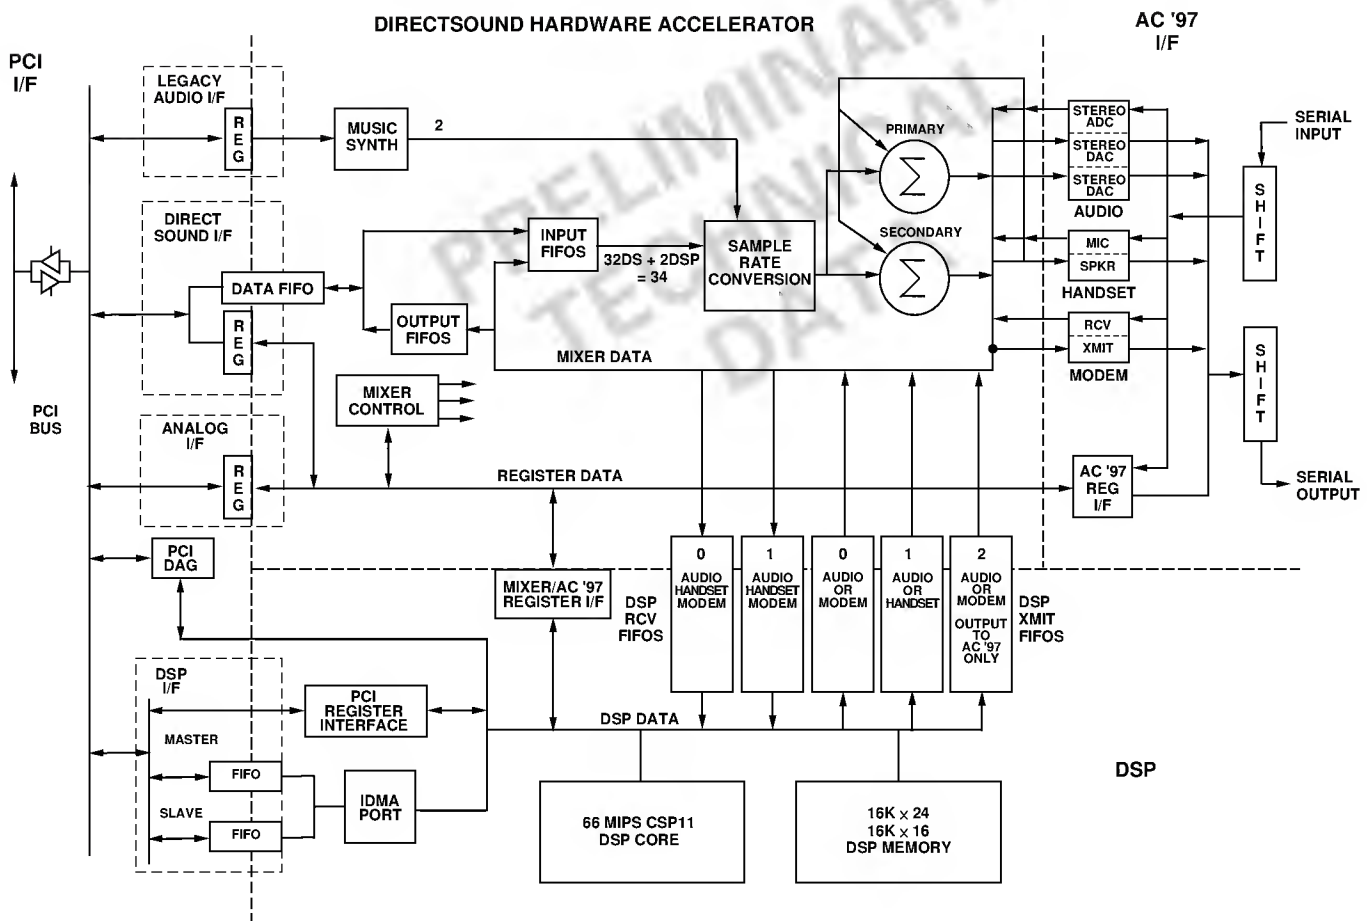 DIRECTSOUND HARDWARE ACCELERATOR
AC '97
I/F
PCI
I/F
LEGACY
AUDIO I/F
R
E
G
MUSIC
SYNTH
2
PRIMARY
Σ
STEREO
ADC
STEREO
DAC
STEREO
DAC
AUDIO
SERIAL
INPUT
S
H
I
F
T
DIRECT
SOUND I/F
INPUT
FIFOS
32DS + 2DSP
= 34
SAMPLE
RATE
CONVERSION
SECONDARY
Σ
MIC
SPKR
HANDSET
DATA FIFO
R
E
G
OUTPUT
FIFOS
MIXER DATA
RCV
XMIT
MODEM
S
H
I
F
T
PCI
BUS
MIXER
CONTROL
ANALOG
I/F
R
E
G
REGISTER DATA
AC '97
REG
I/F
SERIAL
OUTPUT
PCI
DAG
MIXER/AC '97
REGISTER I/F
DSP
RCV
FIFOS
0
AUDIO
HANDSET
MODEM
1
AUDIO
HANDSET
MODEM
0
AUDIO
OR
MODEM
1
AUDIO
OR
HANDSET
2
AUDIO
OR
MODEM
OUTPUT
TO
AC '97
ONLY
DSP
XMIT
FIFOS
DSP
I/F
PCI
REGISTER
INTERFACE
DSP DATA
MASTER
FIFO
SLAVE
FIFO
IDMA
PORT
66 MIPS CSP11
DSP CORE
16K × 24
16K × 16
DSP MEMORY
DSP
PRELIMINARY
TECHNICAL
DATA